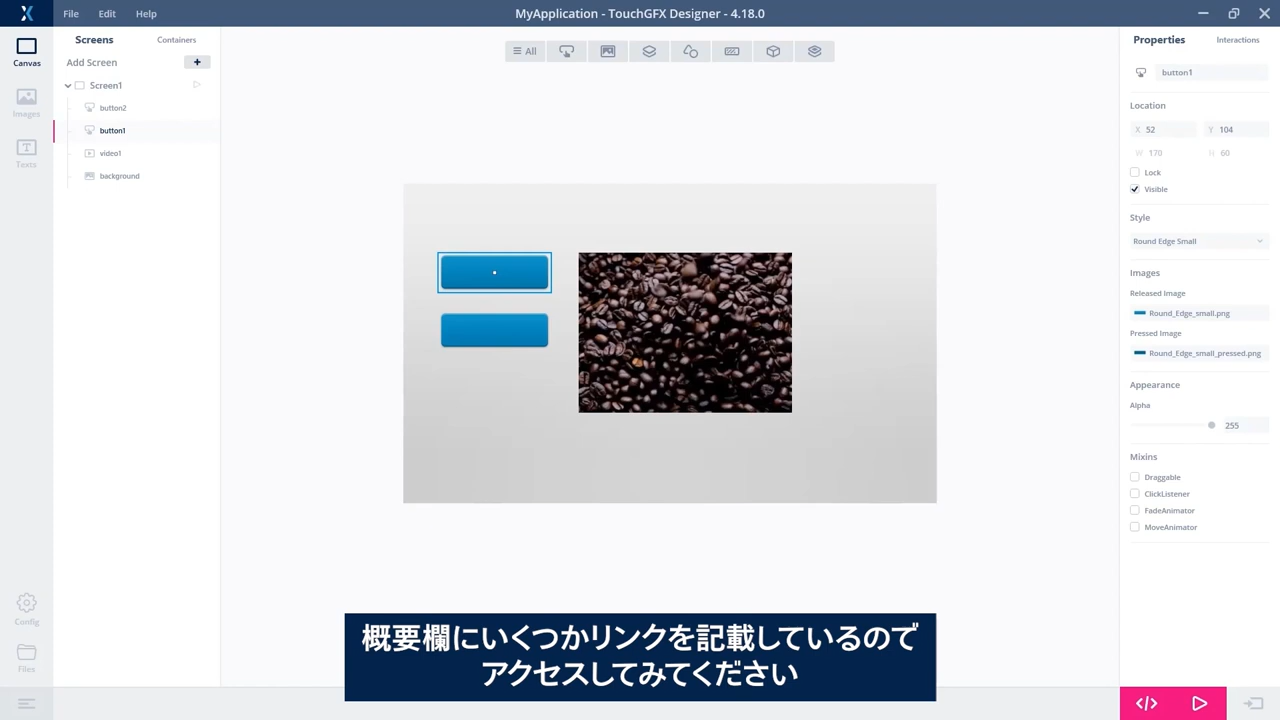 File Edit Help
MyApplication - TouchGFX Designer - 4.18.0
Canvas
Images
Texts
Config
Files
Screens Containers
Add Screen +
Screen1
button2
button1
video1
background
All
Properties Interactions
button1
Location
X 52 Y 104
W 170 H 60
Lock
Visible
Style
Round Edge Small
Images
Released Image
Round_Edge_small.png
Pressed Image
Round_Edge_small_pressed.png
Appearance
Alpha
255
Mixins
Draggable
ClickListener
FadeAnimator
MoveAnimator
概要欄にいくつかリンクを記載しているので
アクセスしてみてください